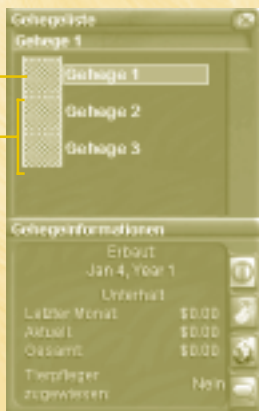 Gehegeliste
Gehege 1
Gehege 1
Gehege 2
Gehege 3
Gehegeinformationen
Erbaut
Jan 4, Year 1
Unterhalt
Letzter Monat: $0.00
Aktuell: $0.00
Gesamt: $0.00
Tierpfleger Nein
zugewiesen: